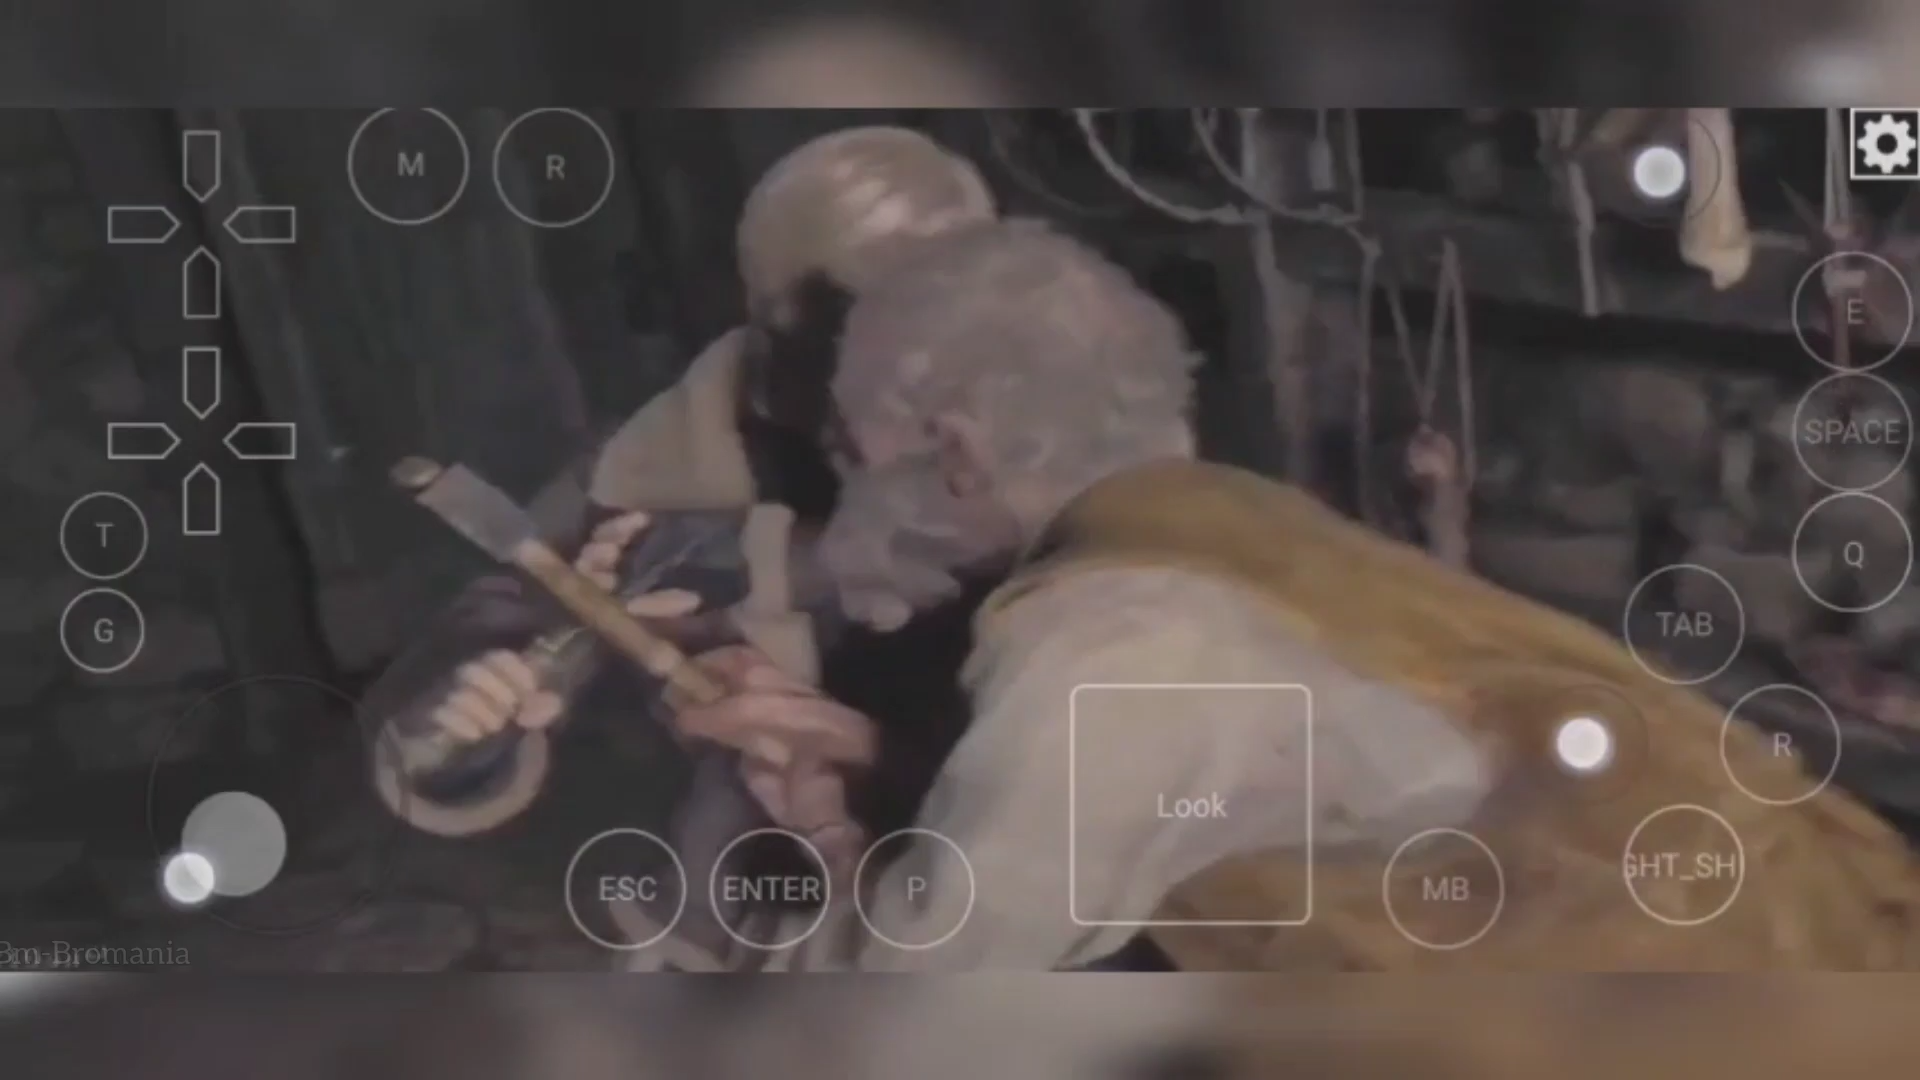 M
R
E
SPACE
Q
T
G
TAB
R
Look
ESC
ENTER
P
MB
GHT_SH
Bm-Bromania